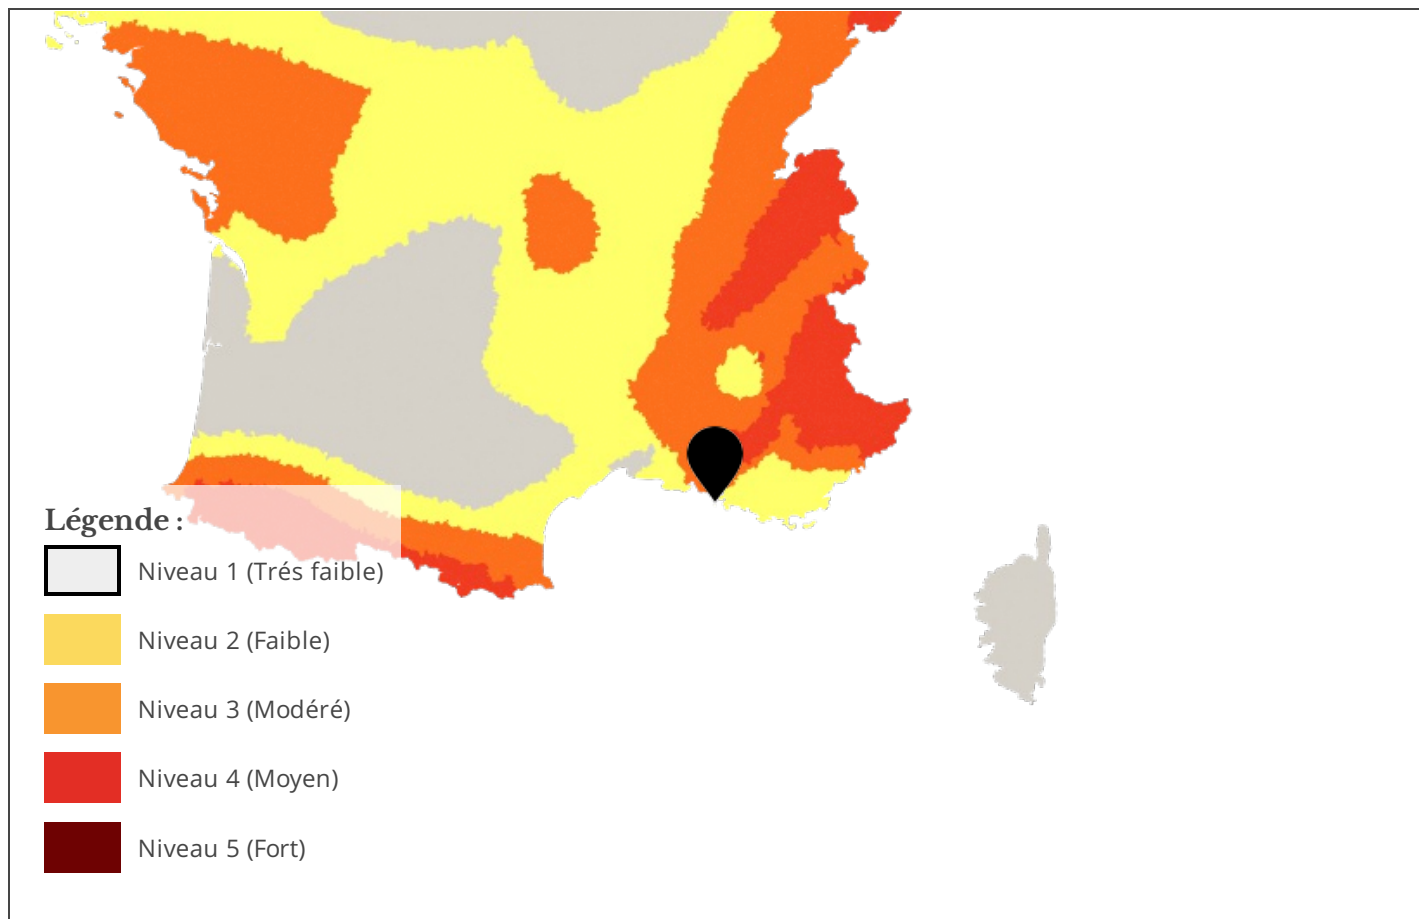 Légende :
Niveau 1 (Trés faible)
Niveau 2 (Faible)
Niveau 3 (Modéré)
Niveau 4 (Moyen)
Niveau 5 (Fort)